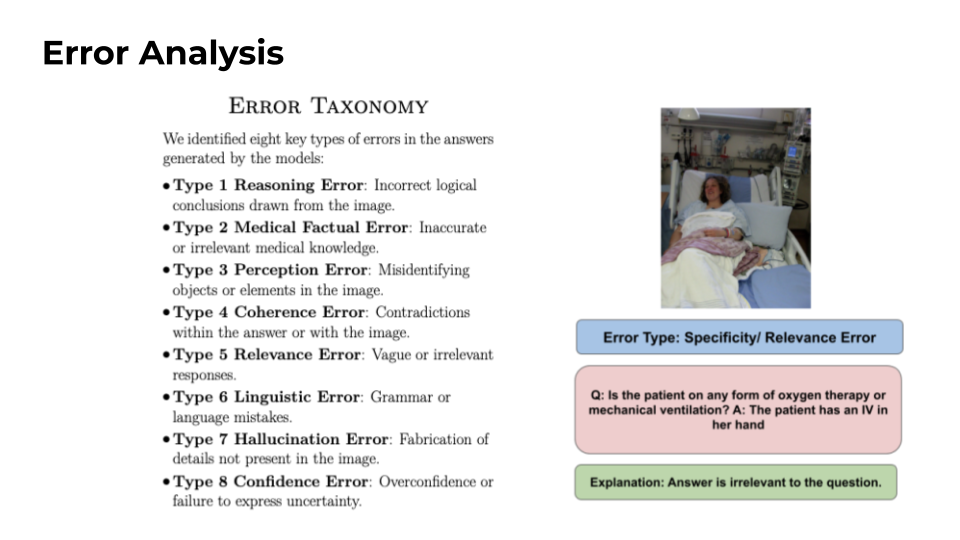 Error Analysis
Error Taxonomy
We identified eight key types of errors in the answers
generated by the models:
• Type 1 Reasoning Error: Incorrect logical
conclusions drawn from the image.
• Type 2 Medical Factual Error: Inaccurate
or irrelevant medical knowledge.
• Type 3 Perception Error: Misidentifying
objects or elements in the image.
• Type 4 Coherence Error: Contradictions
within the answer or with the image.
• Type 5 Relevance Error: Vague or irrelevant
responses.
• Type 6 Linguistic Error: Grammar or
language mistakes.
• Type 7 Hallucination Error: Fabrication of
details not present in the image.
• Type 8 Confidence Error: Overconfidence or
failure to express uncertainty.
Error Type: Specificity/ Relevance Error
Q: Is the patient on any form of oxygen therapy or
mechanical ventilation? A: The patient has an IV in
her hand
Explanation: Answer is irrelevant to the question.